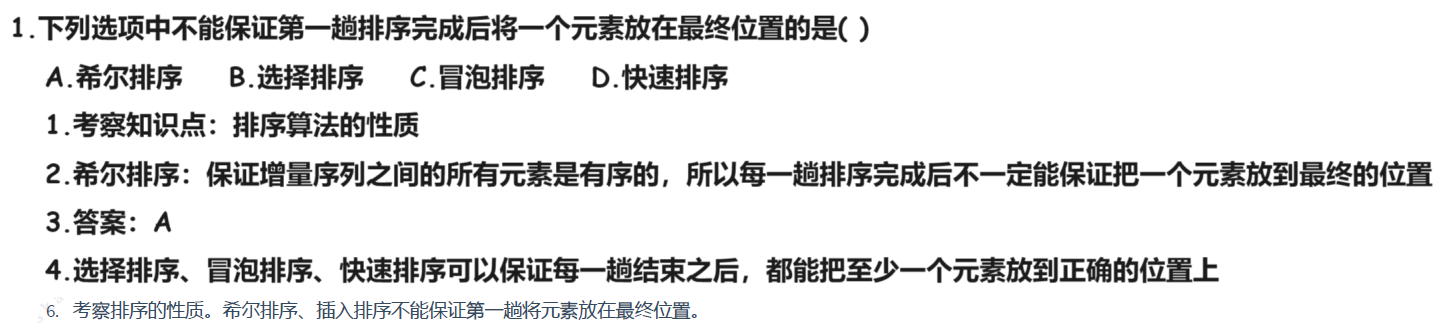 1.下列选项中不能保证第一趟排序完成后将一个元素放在最终位置的是( )
A.希尔排序 B.选择排序 C.冒泡排序 D.快速排序
1.考察知识点：排序算法的性质
2.希尔排序：保证增量序列之间的所有元素是有序的，所以每一趟排序完成后不一定能保证把一个元素放到最终的位置
3.答案：A
4.选择排序、冒泡排序、快速排序可以保证每一趟结束之后，都能把至少一个元素放到正确的位置上
6. 考察排序的性质。希尔排序、插入排序不能保证第一趟将元素放在最终位置。